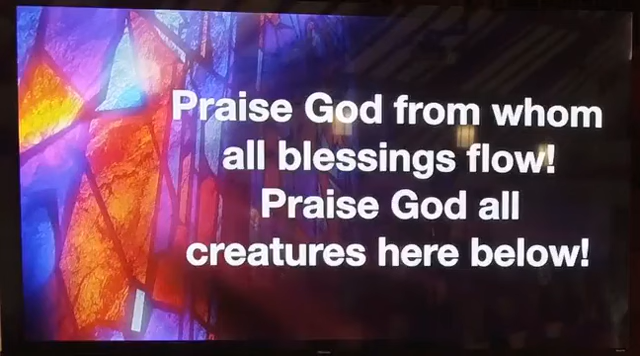 Praise God from whom
all blessings flow!
Praise God all
creatures here below!